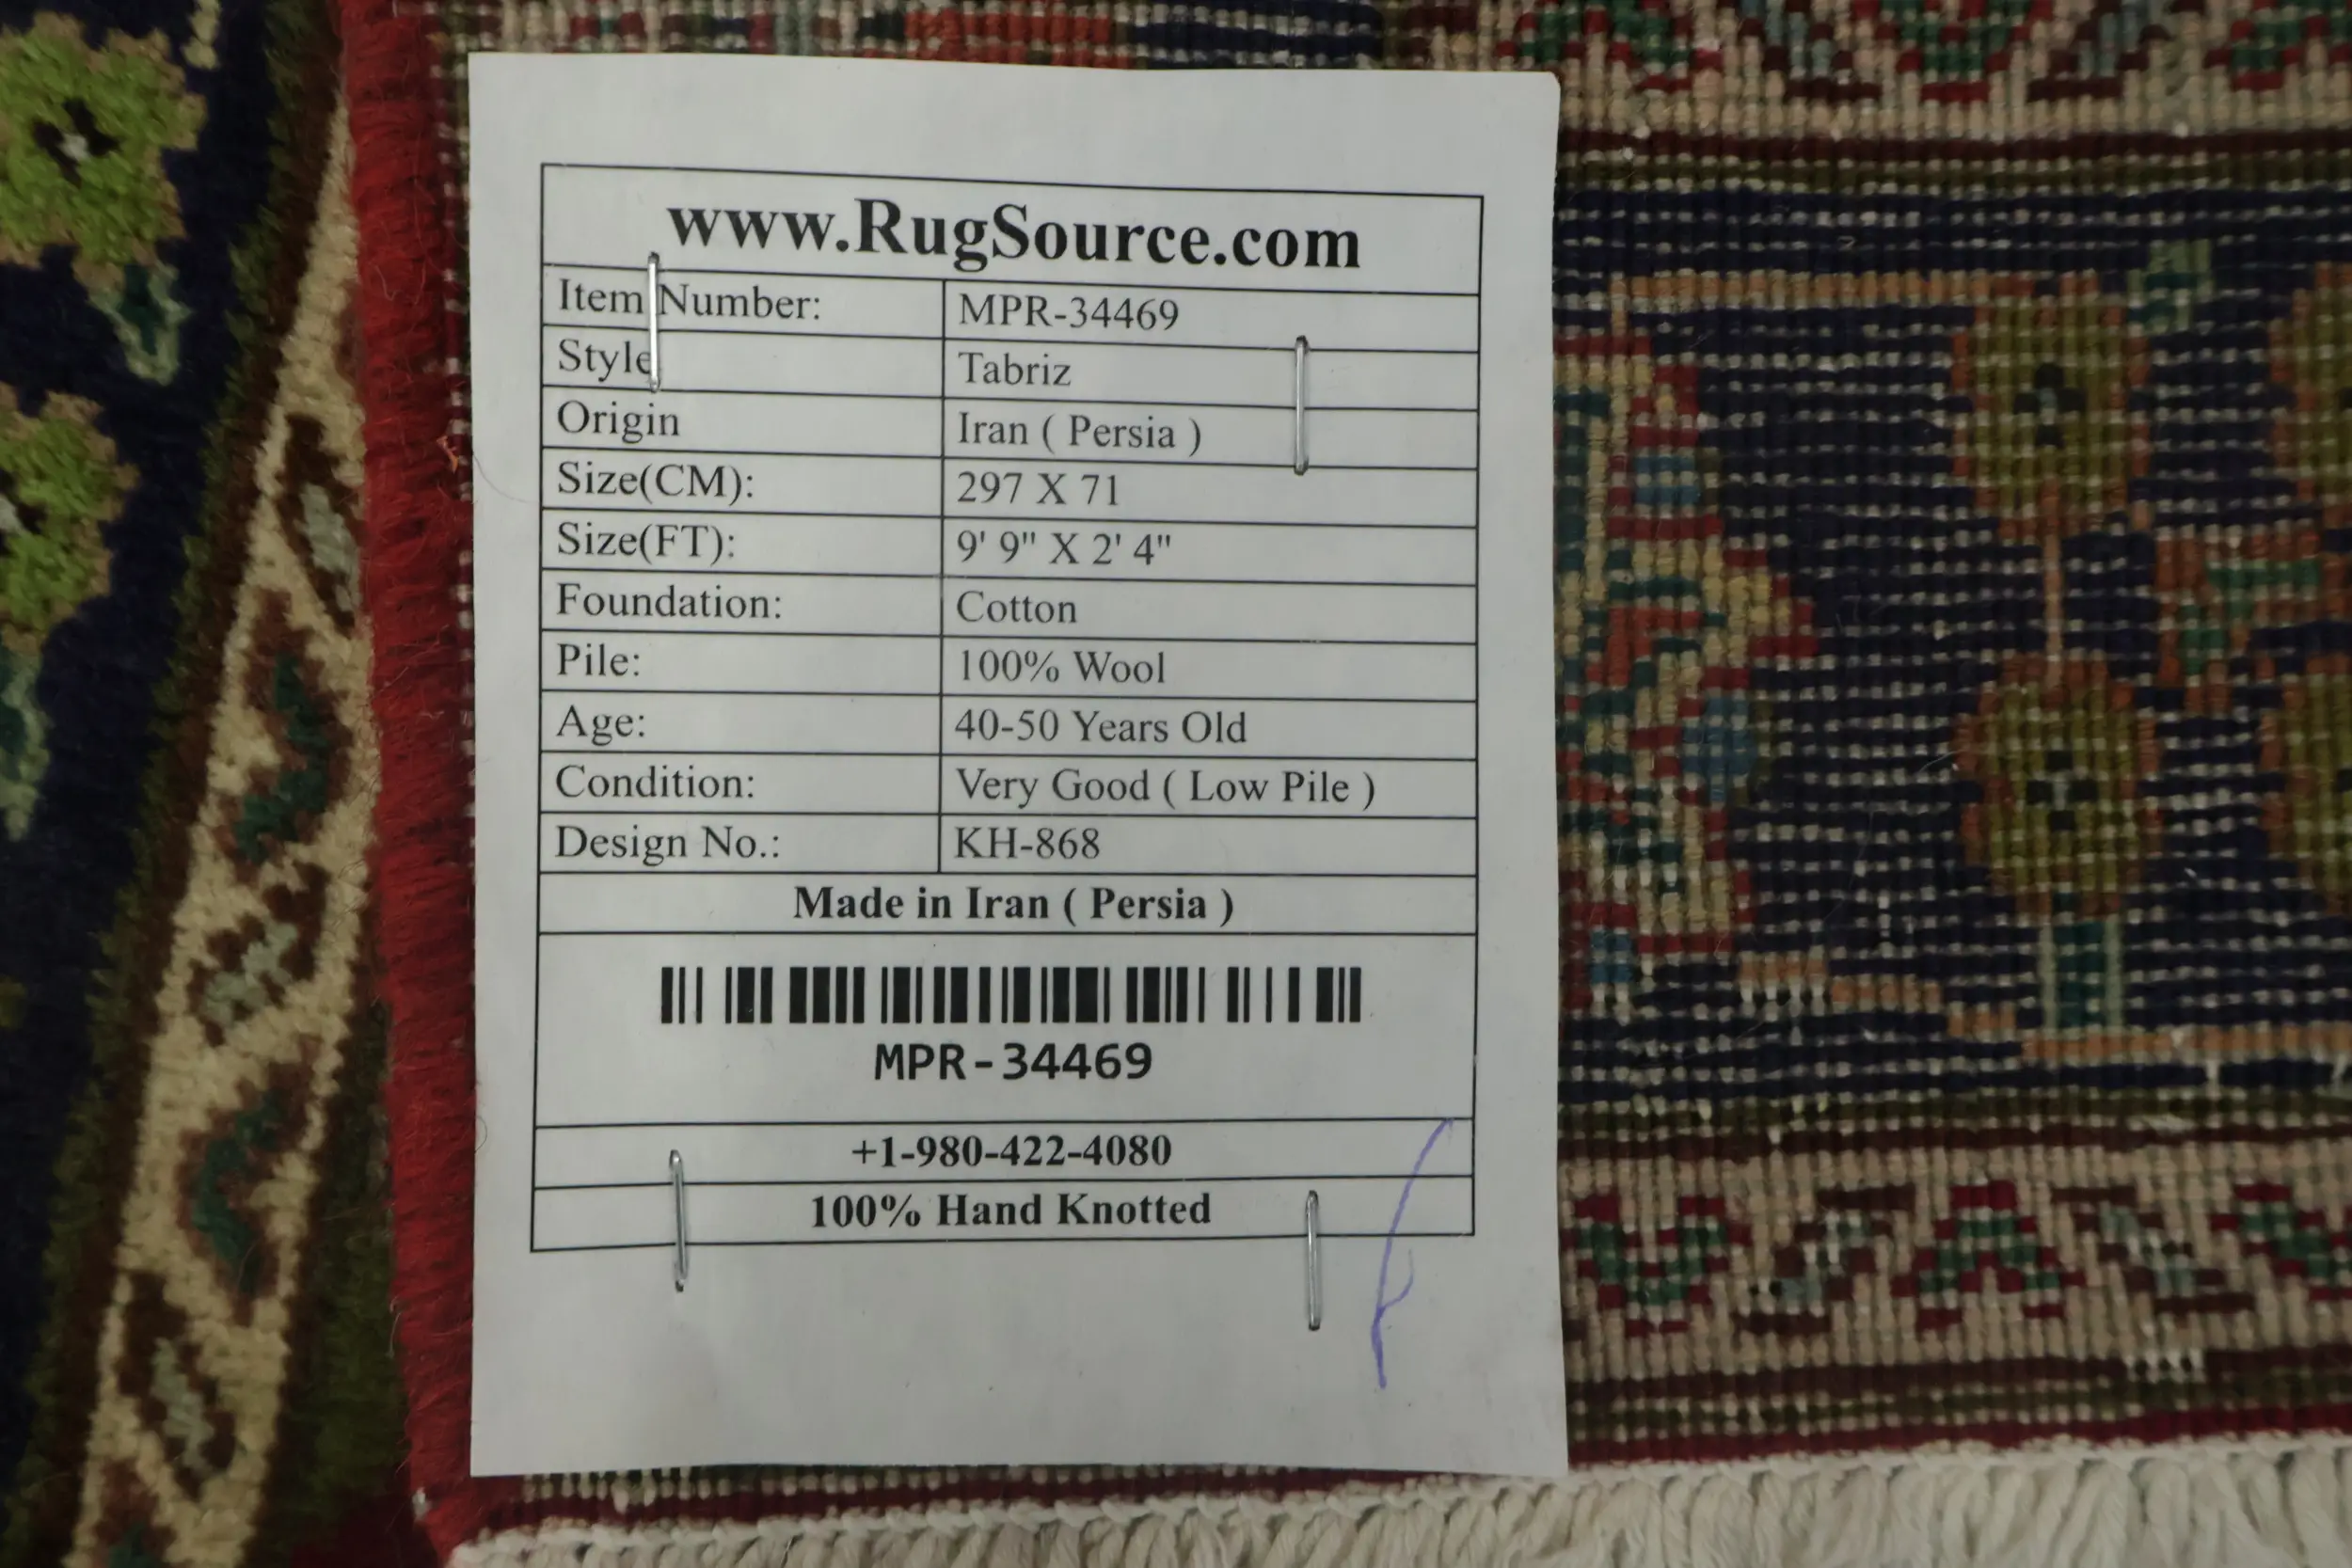 www.RugSource.com
Item Number: MPR-34469
Style Tabriz
Origin Iran ( Persia )
Size(CM): 297 X 71
Size(FT): 9' 9" X 2' 4"
Foundation: Cotton
Pile: 100% Wool
Age: 40-50 Years Old
Condition: Very Good ( Low Pile )
Design No.: KH-868
Made in Iran ( Persia )
MPR-34469
+1-980-422-4080
100% Hand Knotted